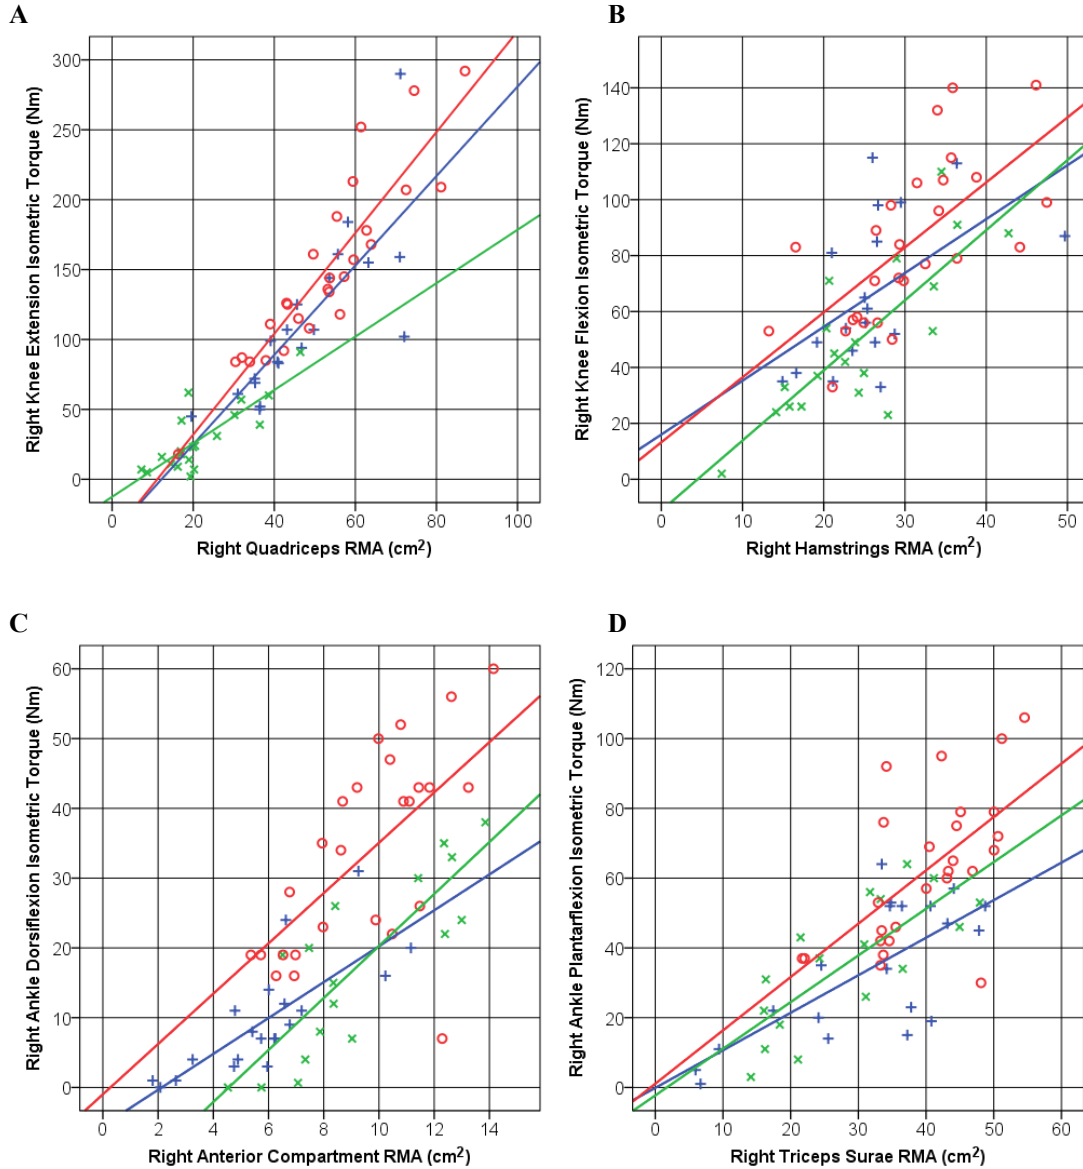 A
Right Knee Extension Isometric Torque (Nm)
300
250
200
150
100
50
0
0 20 40 60 80 100
Right Quadriceps RMA (cm²)
B
Right Knee Flexion Isometric Torque (Nm)
140
120
100
80
60
40
20
0
0 10 20 30 40 50
Right Hamstrings RMA (cm²)
C
Right Ankle Dorsiflexion Isometric Torque (Nm)
60
50
40
30
20
10
0
0 2 4 6 8 10 12 14
Right Anterior Compartment RMA (cm²)
D
Right Ankle Plantarflexion Isometric Torque (Nm)
120
100
80
60
40
20
0
0 10 20 30 40 50 60
Right Triceps Surae RMA (cm²)